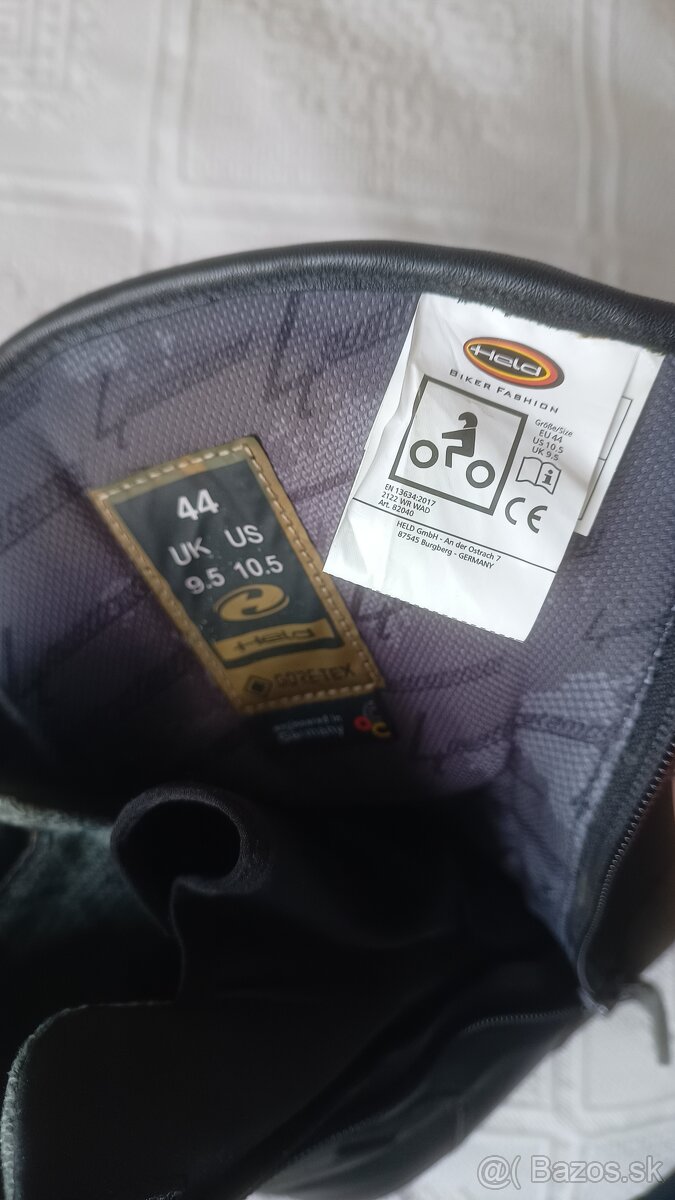 Held
BIKER FASHION
Größe/Size
EU 44
US 10.5
UK 9.5
EN 13634:2017
2122 WR WAD
Art. 82040
CE
HELD GmbH - An der Ostrach 7
87545 Burgberg - GERMANY
44
UK US
9.5 10.5
Held
GORE-TEX
Germany
@( Bazos.sk